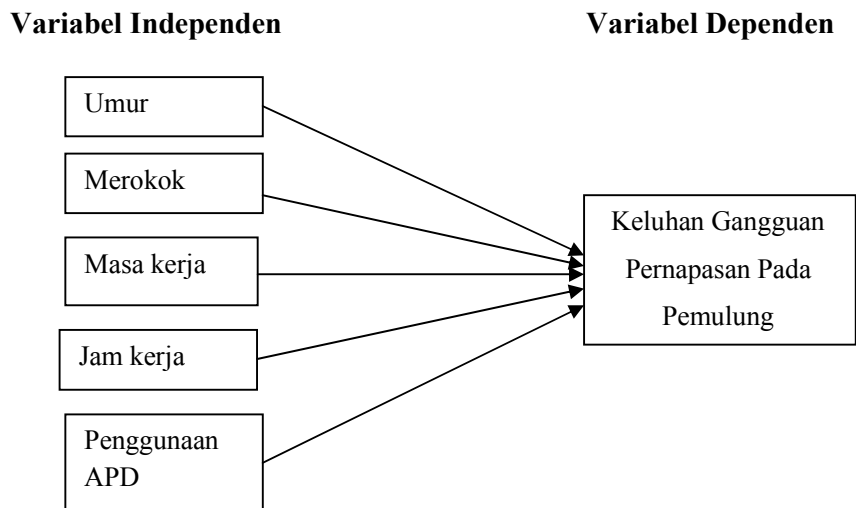 Variabel Independen
Variabel Dependen
Umur
Merokok
Masa kerja
Jam kerja
Penggunaan
APD
Keluhan Gangguan
Pernapasan Pada
Pemulung